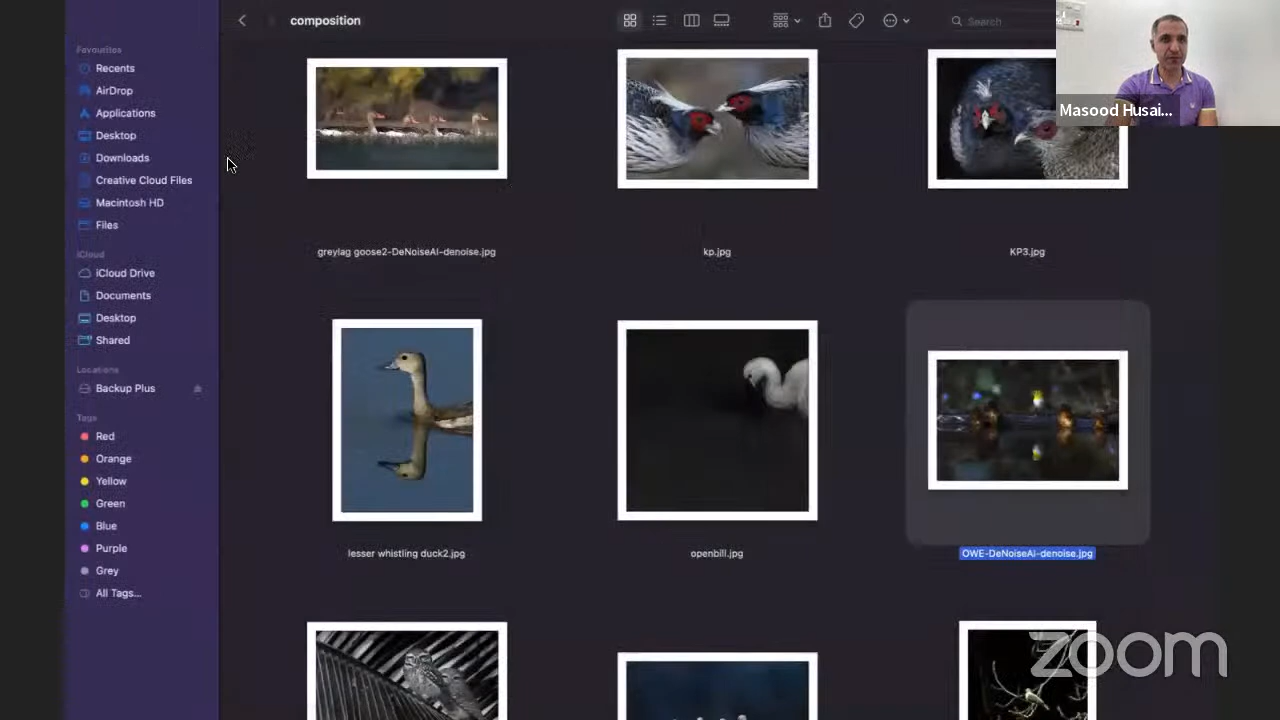 composition
Search
Masood Husai...
Favourites
Recents
AirDrop
Applications
Desktop
Downloads
Creative Cloud Files
Macintosh HD
Files
iCloud
iCloud Drive
Documents
Desktop
Shared
Locations
Backup Plus
Tags
Red
Orange
Yellow
Green
Blue
Purple
Grey
All Tags...
greylag goose2-DeNoiseAI-denoise.jpg
kp.jpg
KP3.jpg
lesser whistling duck2.jpg
openbill.jpg
OWE-DeNoiseAI-denoise.jpg
zoom